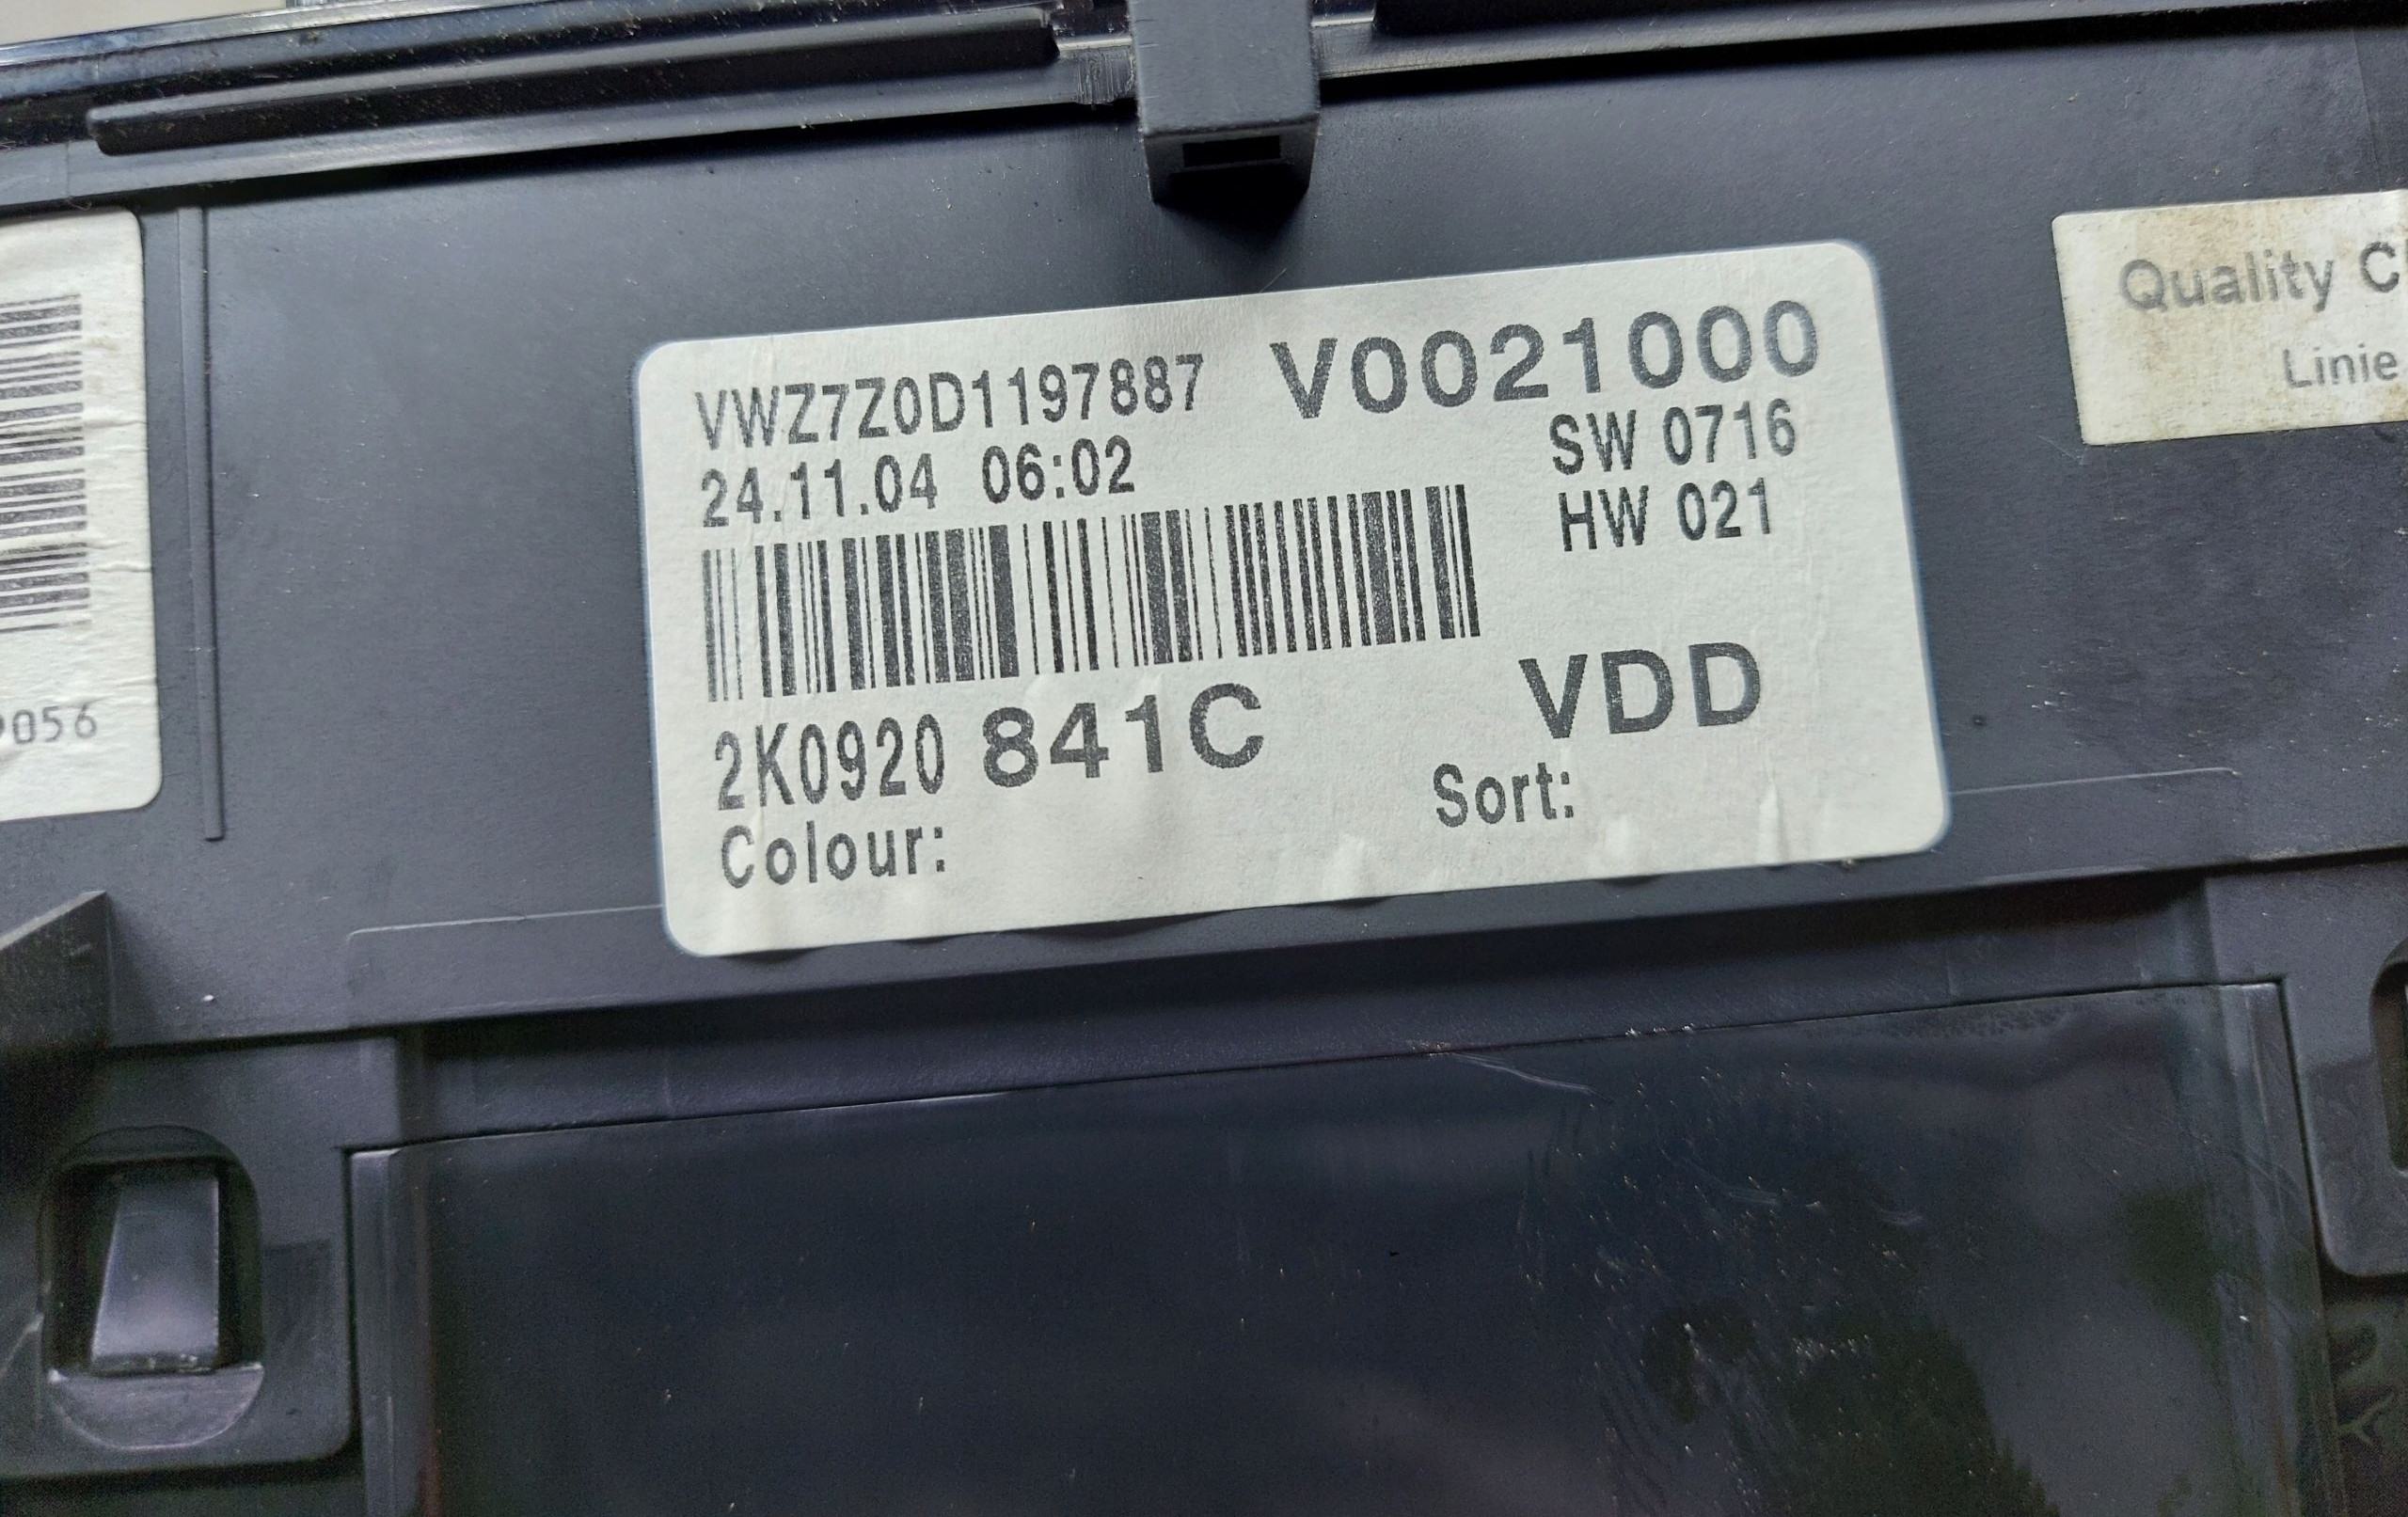 VWZ7Z0D1197887 V0021000
24.11.04 06:02 SW 0716
HW 021
2K0920 841C VDD
Colour: Sort:
Quality
Linie
056